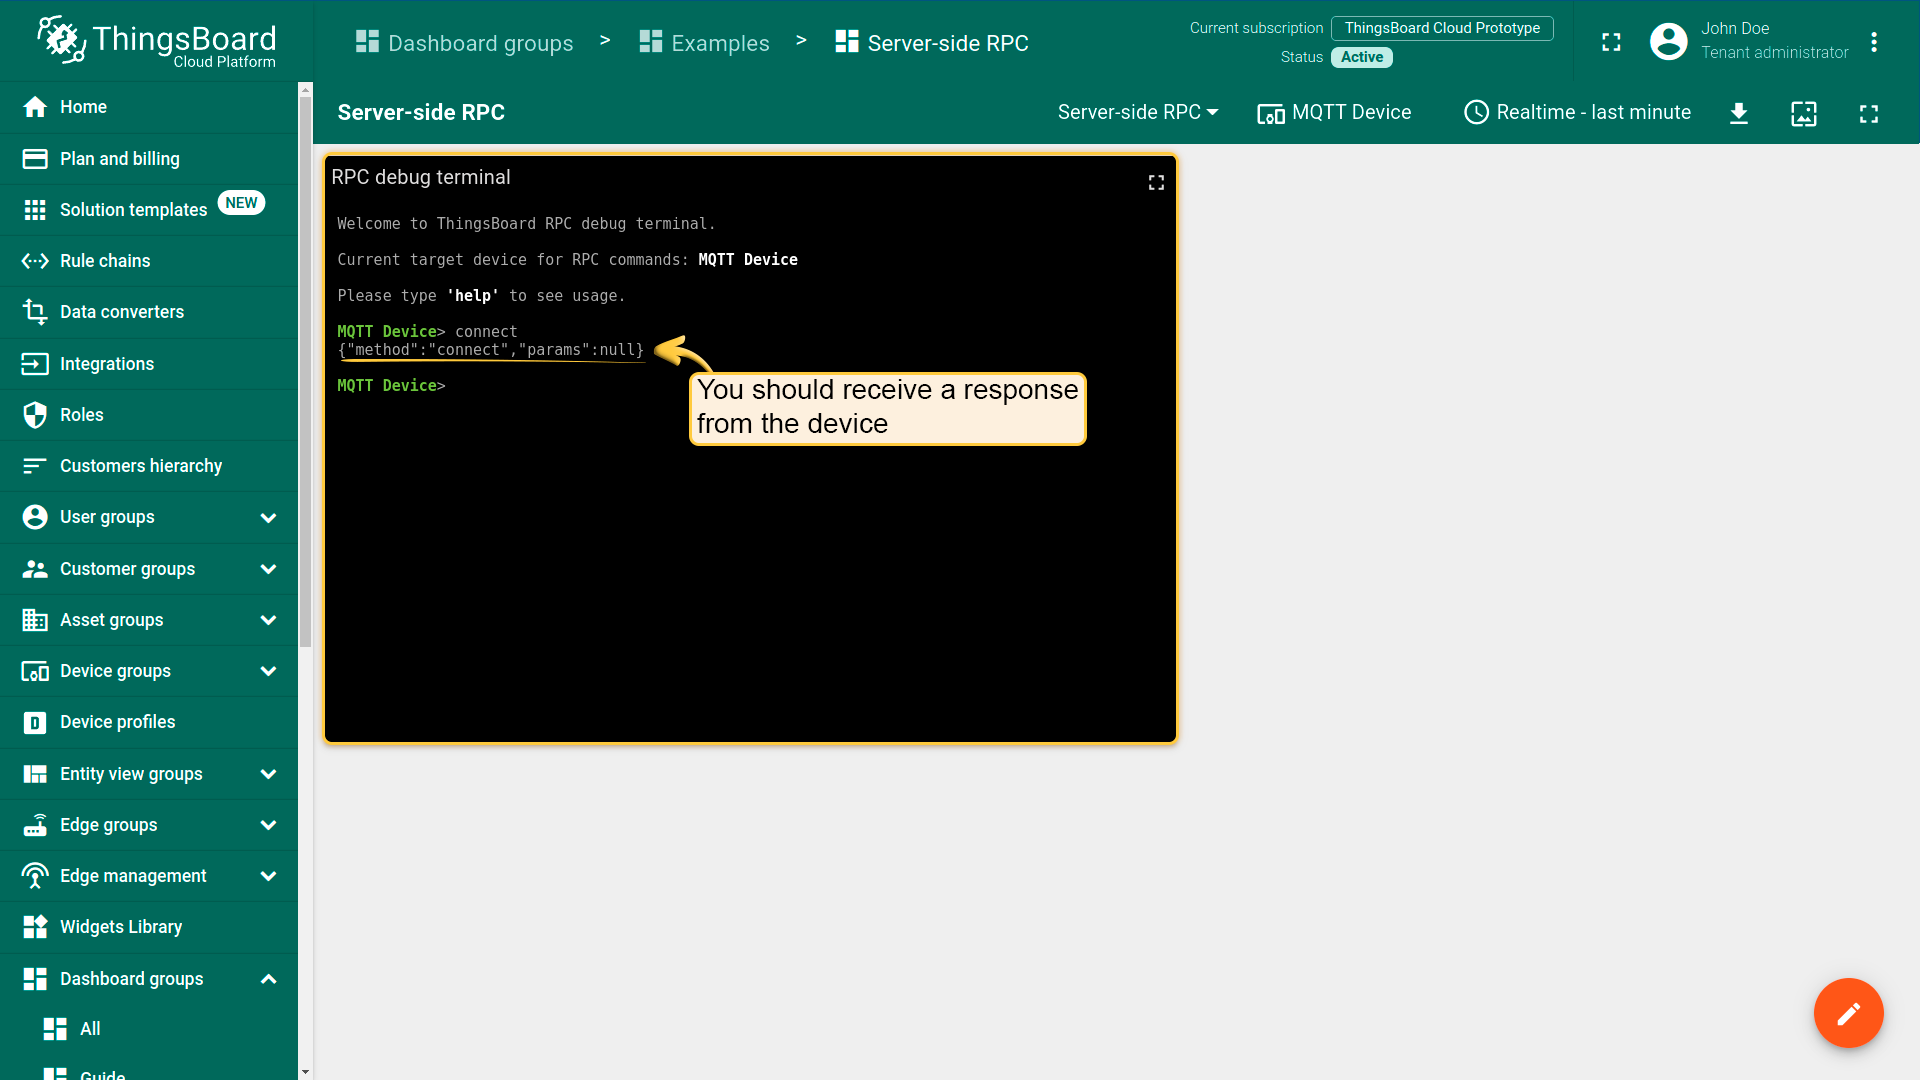 ThingsBoard
Cloud Platform
Dashboard groups > Examples > Server-side RPC
Current subscription ThingsBoard Cloud Prototype
Status Active
John Doe
Tenant administrator
Home
Plan and billing
Solution templates NEW
Rule chains
Data converters
Integrations
Roles
Customers hierarchy
User groups
Customer groups
Asset groups
Device groups
Device profiles
Entity view groups
Edge groups
Edge management
Widgets Library
Dashboard groups
All
Guide
Server-side RPC
Server-side RPC
MQTT Device
Realtime - last minute
RPC debug terminal
Welcome to ThingsBoard RPC debug terminal.
Current target device for RPC commands: MQTT Device
Please type 'help' to see usage.
MQTT Device> connect
{"method":"connect","params":null}
MQTT Device>
You should receive a response
from the device